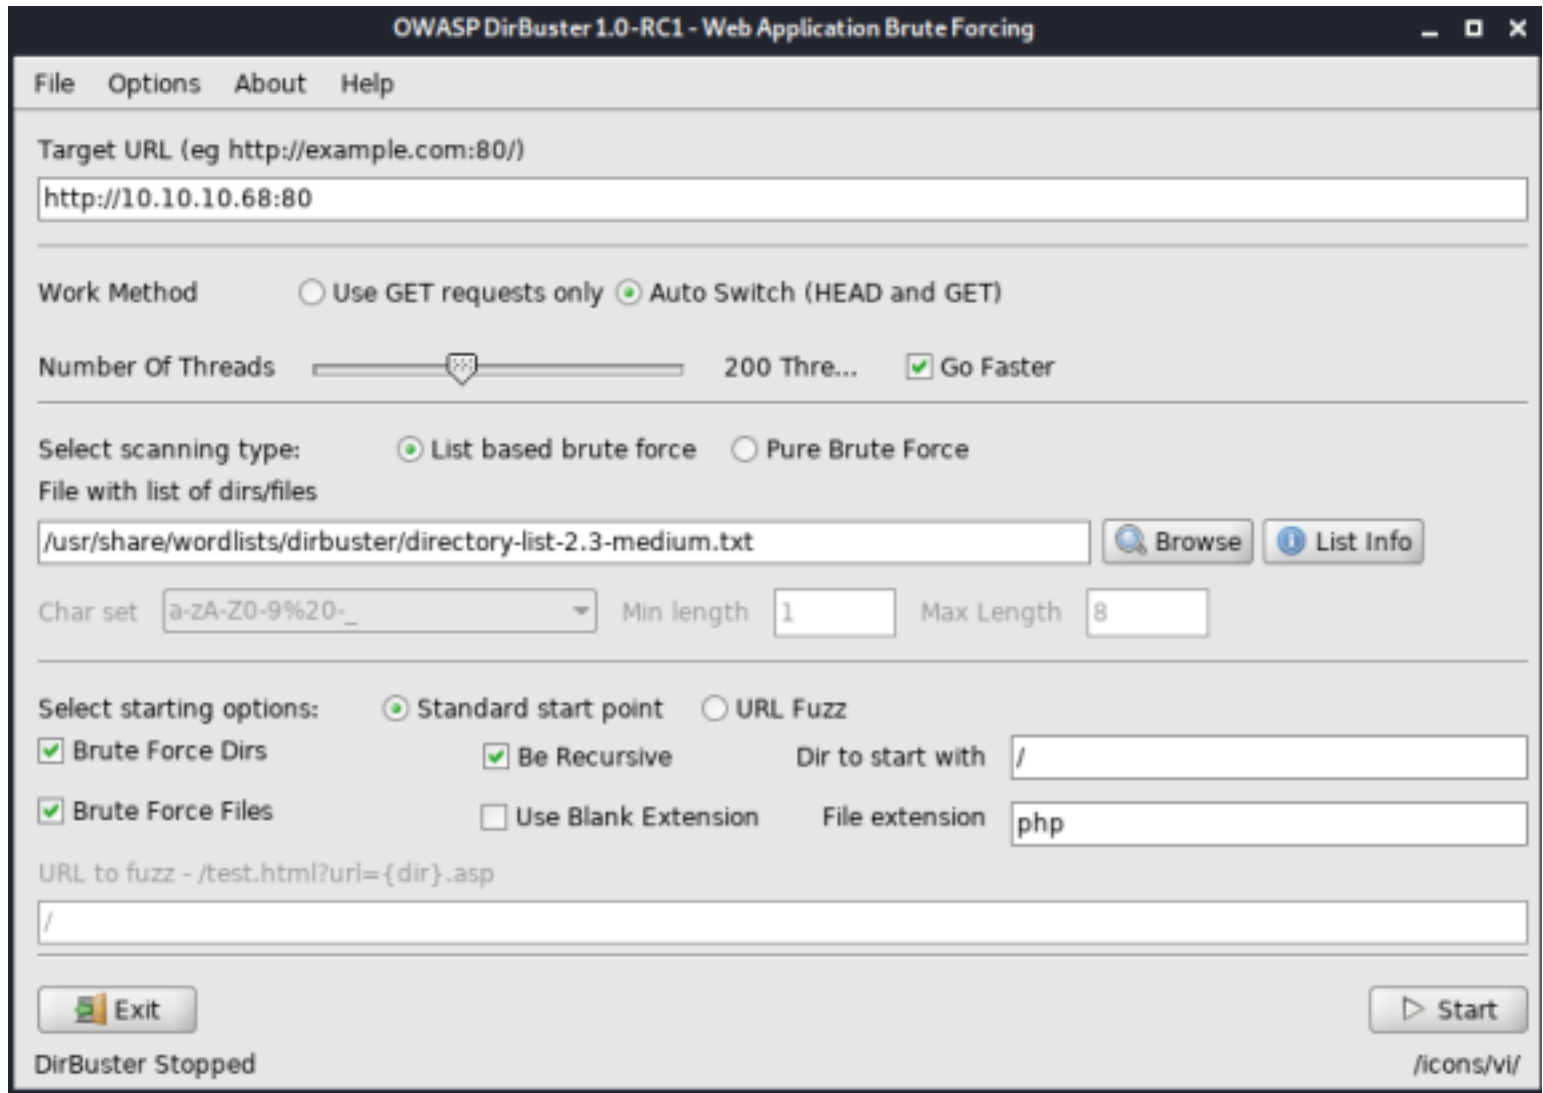 OWASP DirBuster 1.0-RC1 - Web Application Brute Forcing
File Options About Help
Target URL (eg http://example.com:80/)
http://10.10.10.68:80
Work Method Use GET requests only Auto Switch (HEAD and GET)
Number Of Threads 200 Thre... Go Faster
Select scanning type: List based brute force Pure Brute Force
File with list of dirs/files
/usr/share/wordlists/dirbuster/directory-list-2.3-medium.txt Browse List Info
Char set a-zA-Z0-9%20-_ Min length 1 Max Length 8
Select starting options: Standard start point URL Fuzz
Brute Force Dirs Be Recursive Dir to start with /
Brute Force Files Use Blank Extension File extension php
URL to fuzz - /test.html?url={dir}.asp
/
Exit Start
DirBuster Stopped /icons/vi/